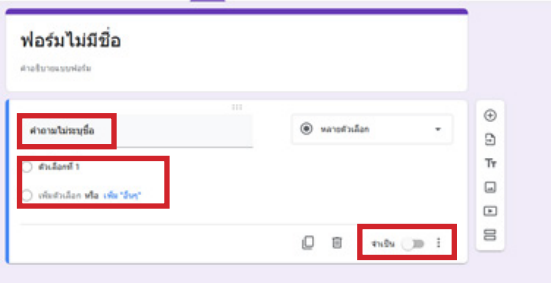 ฟอร์มไม่มีชื่อ
คำอธิบายแบบฟอร์ม
คำถามไม่ระบุชื่อ
หลายตัวเลือก
ตัวเลือกที่ 1
เพิ่มตัวเลือก หรือ เพิ่ม "อื่นๆ"
จำเป็น
Tт